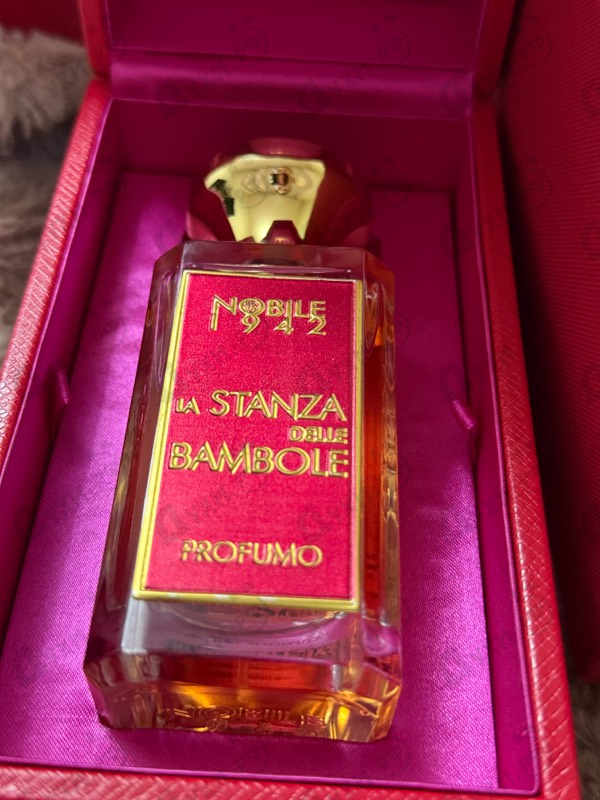 NOBILE
1942
LA STANZA
DELLE
BAMBOLE
PROFUMO